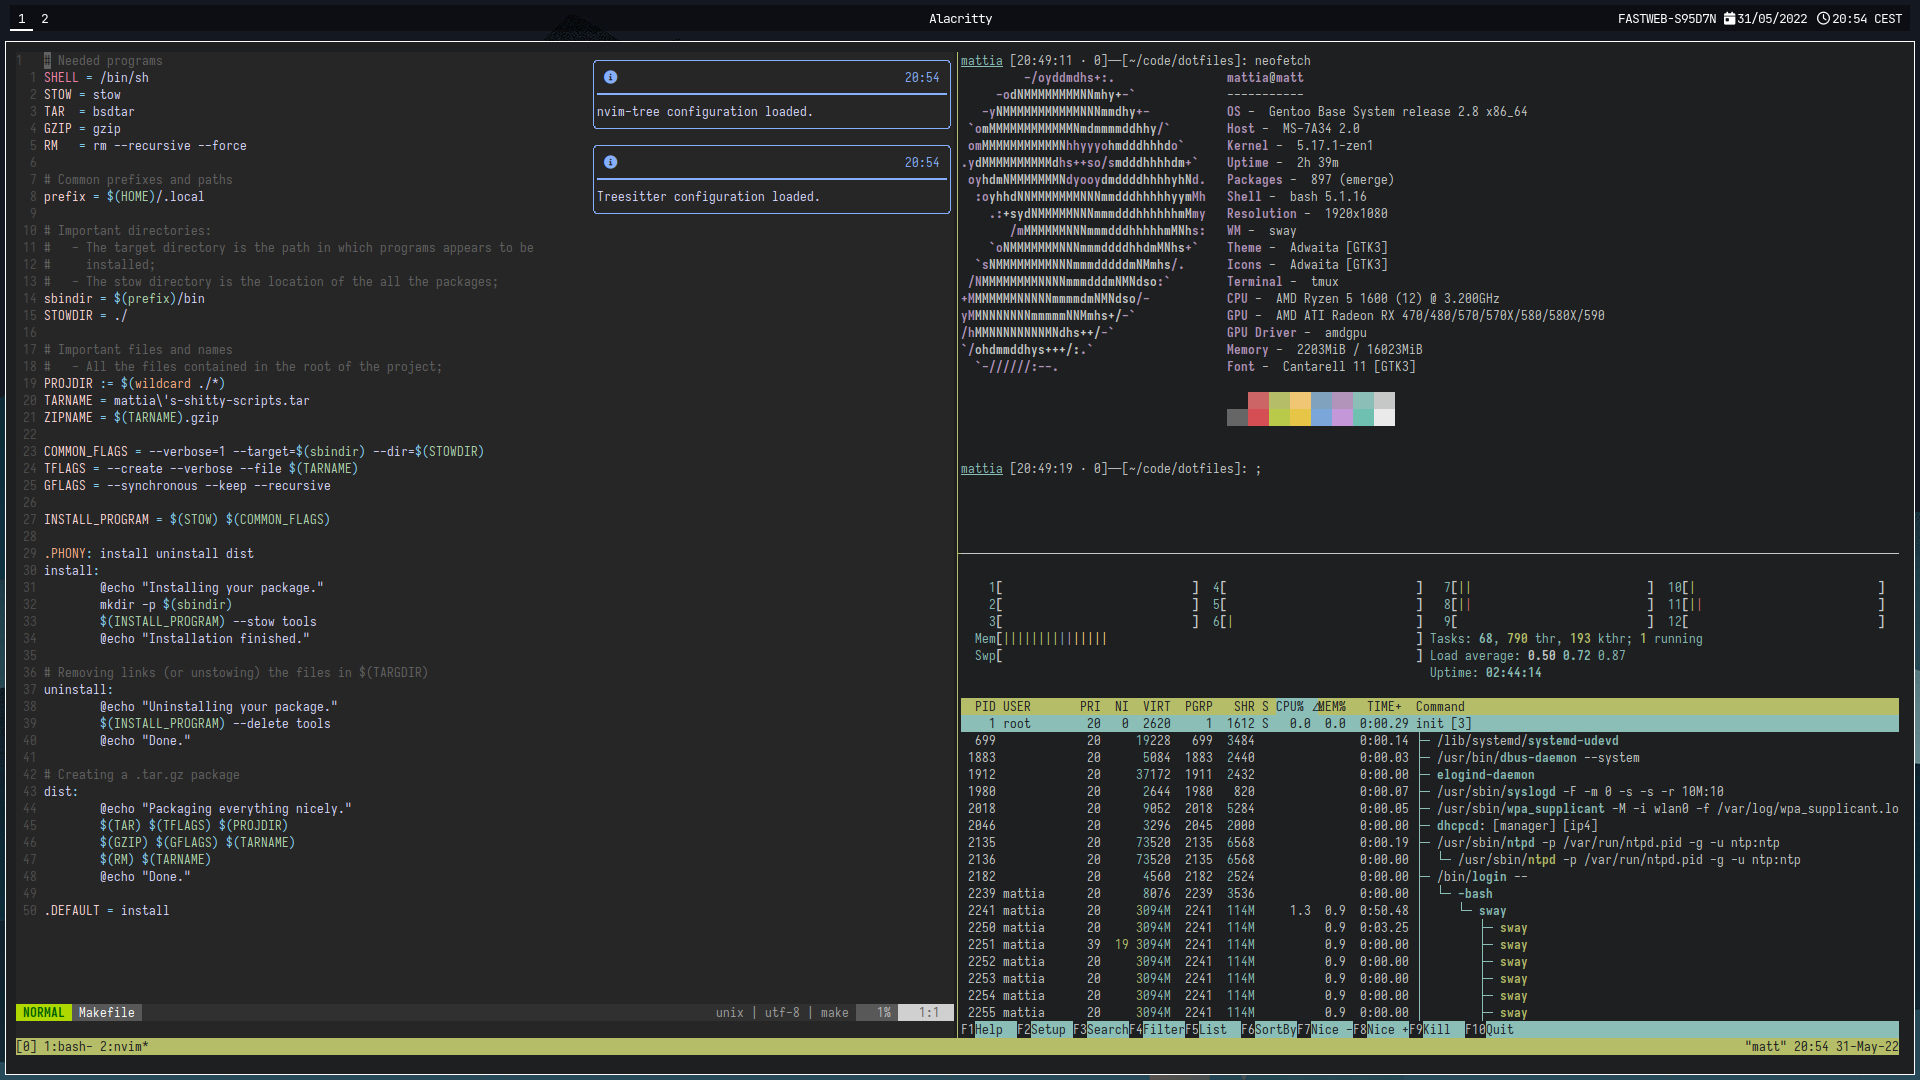 1 2
Alacritty
FASTWEB-S95D7N 31/05/2022 20:54 CEST
1 # Needed programs
1 SHELL = /bin/sh
2 STOW = stow
3 TAR  = bsdtar
4 GZIP = gzip
5 RM   = rm --recursive --force
6
7 # Common prefixes and paths
8 prefix = $(HOME)/.local
9
10 # Important directories:
11 #   - The target directory is the path in which programs appears to be
12 #     installed;
13 #   - The stow directory is the location of the all the packages;
14 sbindir = $(prefix)/bin
15 STOWDIR = ./
16
17 # Important files and names
18 #   - All the files contained in the root of the project;
19 PROJDIR := $(wildcard ./*)
20 TARNAME = mattia\'s-shitty-scripts.tar
21 ZIPNAME = $(TARNAME).gzip
22
23 COMMON_FLAGS = --verbose=1 --target=$(sbindir) --dir=$(STOWDIR)
24 TFLAGS = --create --verbose --file $(TARNAME)
25 GFLAGS = --synchronous --keep --recursive
26
27 INSTALL_PROGRAM = $(STOW) $(COMMON_FLAGS)
28
29 .PHONY: install uninstall dist
30 install:
31         @echo "Installing your package."
32         mkdir -p $(sbindir)
33         $(INSTALL_PROGRAM) --stow tools
34         @echo "Installation finished."
35
36 # Removing links (or unstowing) the files in $(TARGDIR)
37 uninstall:
38         @echo "Uninstalling your package."
39         $(INSTALL_PROGRAM) --delete tools
40         @echo "Done."
41
42 # Creating a .tar.gz package
43 dist:
44         @echo "Packaging everything nicely."
45         $(TAR) $(TFLAGS) $(PROJDIR)
46         $(GZIP) $(GFLAGS) $(TARNAME)
47         $(RM) $(TARNAME)
48         @echo "Done."
49
50 .DEFAULT = install
NORMAL Makefile unix | utf-8 | make 1% 1:1
20:54
nvim-tree configuration loaded.
20:54
Treesitter configuration loaded.
mattia [20:49:11 · 0]—[~/code/dotfiles]: neofetch
-/oyddmdhs+:.
-odNMMMMMMMMNNmhy+-`
-yNMMMMMMMMMMMNNNmmdhy+-
`omMMMMMMMMMMMMNmdmmmmddhhy/`
omMMMMMMMMMMMNhhyyyohmdddhhhdo`
.ydMMMMMMMMMMdhs++so/smdddhhhhdm+`
oyhdmNMMMMMMMNdyooydmddddhhhhyhNd.
:oyhhdNNMMMMMMMNNNmmdddhhhhhyymMh
.:+sydNMMMMMNNNmmmdddhhhhhhmMmy
/mMMMMMMNNNmmmdddhhhhhmMNhs:
`oNMMMMMMMNNNmmmddddhhdmMNhs+`
`sNMMMMMMMMNNNmmmdddddmNMmhs/.
/NMMMMMMMMNNNNmmmdddmNMNdso:`
+MMMMMMMNNNNNmmmmdmNMNdso/-
yMMNNNNNNNmmmmmNNMmhs+/-`
/hMMNNNNNNNNMNdhs++/-`
`/ohdmmddhys+++/:.`
`-//////:--.
mattia@matt
-----------
OS -  Gentoo Base System release 2.8 x86_64
Host -  MS-7A34 2.0
Kernel -  5.17.1-zen1
Uptime -  2h 39m
Packages -  897 (emerge)
Shell -  bash 5.1.16
Resolution -  1920x1080
WM -  sway
Theme -  Adwaita [GTK3]
Icons -  Adwaita [GTK3]
Terminal -  tmux
CPU -  AMD Ryzen 5 1600 (12) @ 3.200GHz
GPU -  AMD ATI Radeon RX 470/480/570/570X/580/580X/590
GPU Driver -  amdgpu
Memory -  2203MiB / 16023MiB
Font -  Cantarell 11 [GTK3]
mattia [20:49:19 · 0]—[~/code/dotfiles]: ;
1[ ] 4[ ] 7[|| ] 10[| ]
2[ ] 5[ ] 8[|| ] 11[|| ]
3[ ] 6[| ] 9[ ] 12[ ]
Mem[||||||||||||||| ] Tasks: 68, 790 thr, 193 kthr; 1 running
Swp[ ] Load average: 0.50 0.72 0.87
Uptime: 02:44:14
PID USER PRI NI VIRT PGRP SHR S CPU% △MEM% TIME+ Command
1 root 20 0 2620 1 1612 S 0.0 0.0 0:00.29 init [3]
699 20 19228 699 3484 0:00.14 ├─ /lib/systemd/systemd-udevd
1883 20 5084 1883 2440 0:00.03 ├─ /usr/bin/dbus-daemon --system
1912 20 37172 1911 2432 0:00.00 ├─ elogind-daemon
1980 20 2644 1980 820 0:00.07 ├─ /usr/sbin/syslogd -F -m 0 -s -s -r 10M:10
2018 20 9052 2018 5284 0:00.05 ├─ /usr/sbin/wpa_supplicant -M -i wlan0 -f /var/log/wpa_supplicant.lo
2046 20 3296 2045 2000 0:00.00 ├─ dhcpcd: [manager] [ip4]
2135 20 73520 2135 6568 0:00.19 ├─ /usr/sbin/ntpd -p /var/run/ntpd.pid -g -u ntp:ntp
2136 20 73520 2135 6568 0:00.00 │  └─ /usr/sbin/ntpd -p /var/run/ntpd.pid -g -u ntp:ntp
2182 20 4560 2182 2524 0:00.00 ├─ /bin/login --
2239 mattia 20 8076 2239 3536 0:00.00 │  └─ -bash
2241 mattia 20 3094M 2241 114M 1.3 0.9 0:50.48 │     └─ sway
2250 mattia 20 3094M 2241 114M 0.9 0:03.25 │        ├─ sway
2251 mattia 39 19 3094M 2241 114M 0.9 0:00.00 │        ├─ sway
2252 mattia 20 3094M 2241 114M 0.9 0:00.00 │        ├─ sway
2253 mattia 20 3094M 2241 114M 0.9 0:00.00 │        ├─ sway
2254 mattia 20 3094M 2241 114M 0.9 0:00.00 │        ├─ sway
2255 mattia 20 3094M 2241 114M 0.9 0:00.00 │        ├─ sway
F1Help F2Setup F3SearchF4FilterF5List F6SortByF7Nice -F8Nice +F9Kill F10Quit
[0] 1:bash- 2:nvim* "matt" 20:54 31-May-22